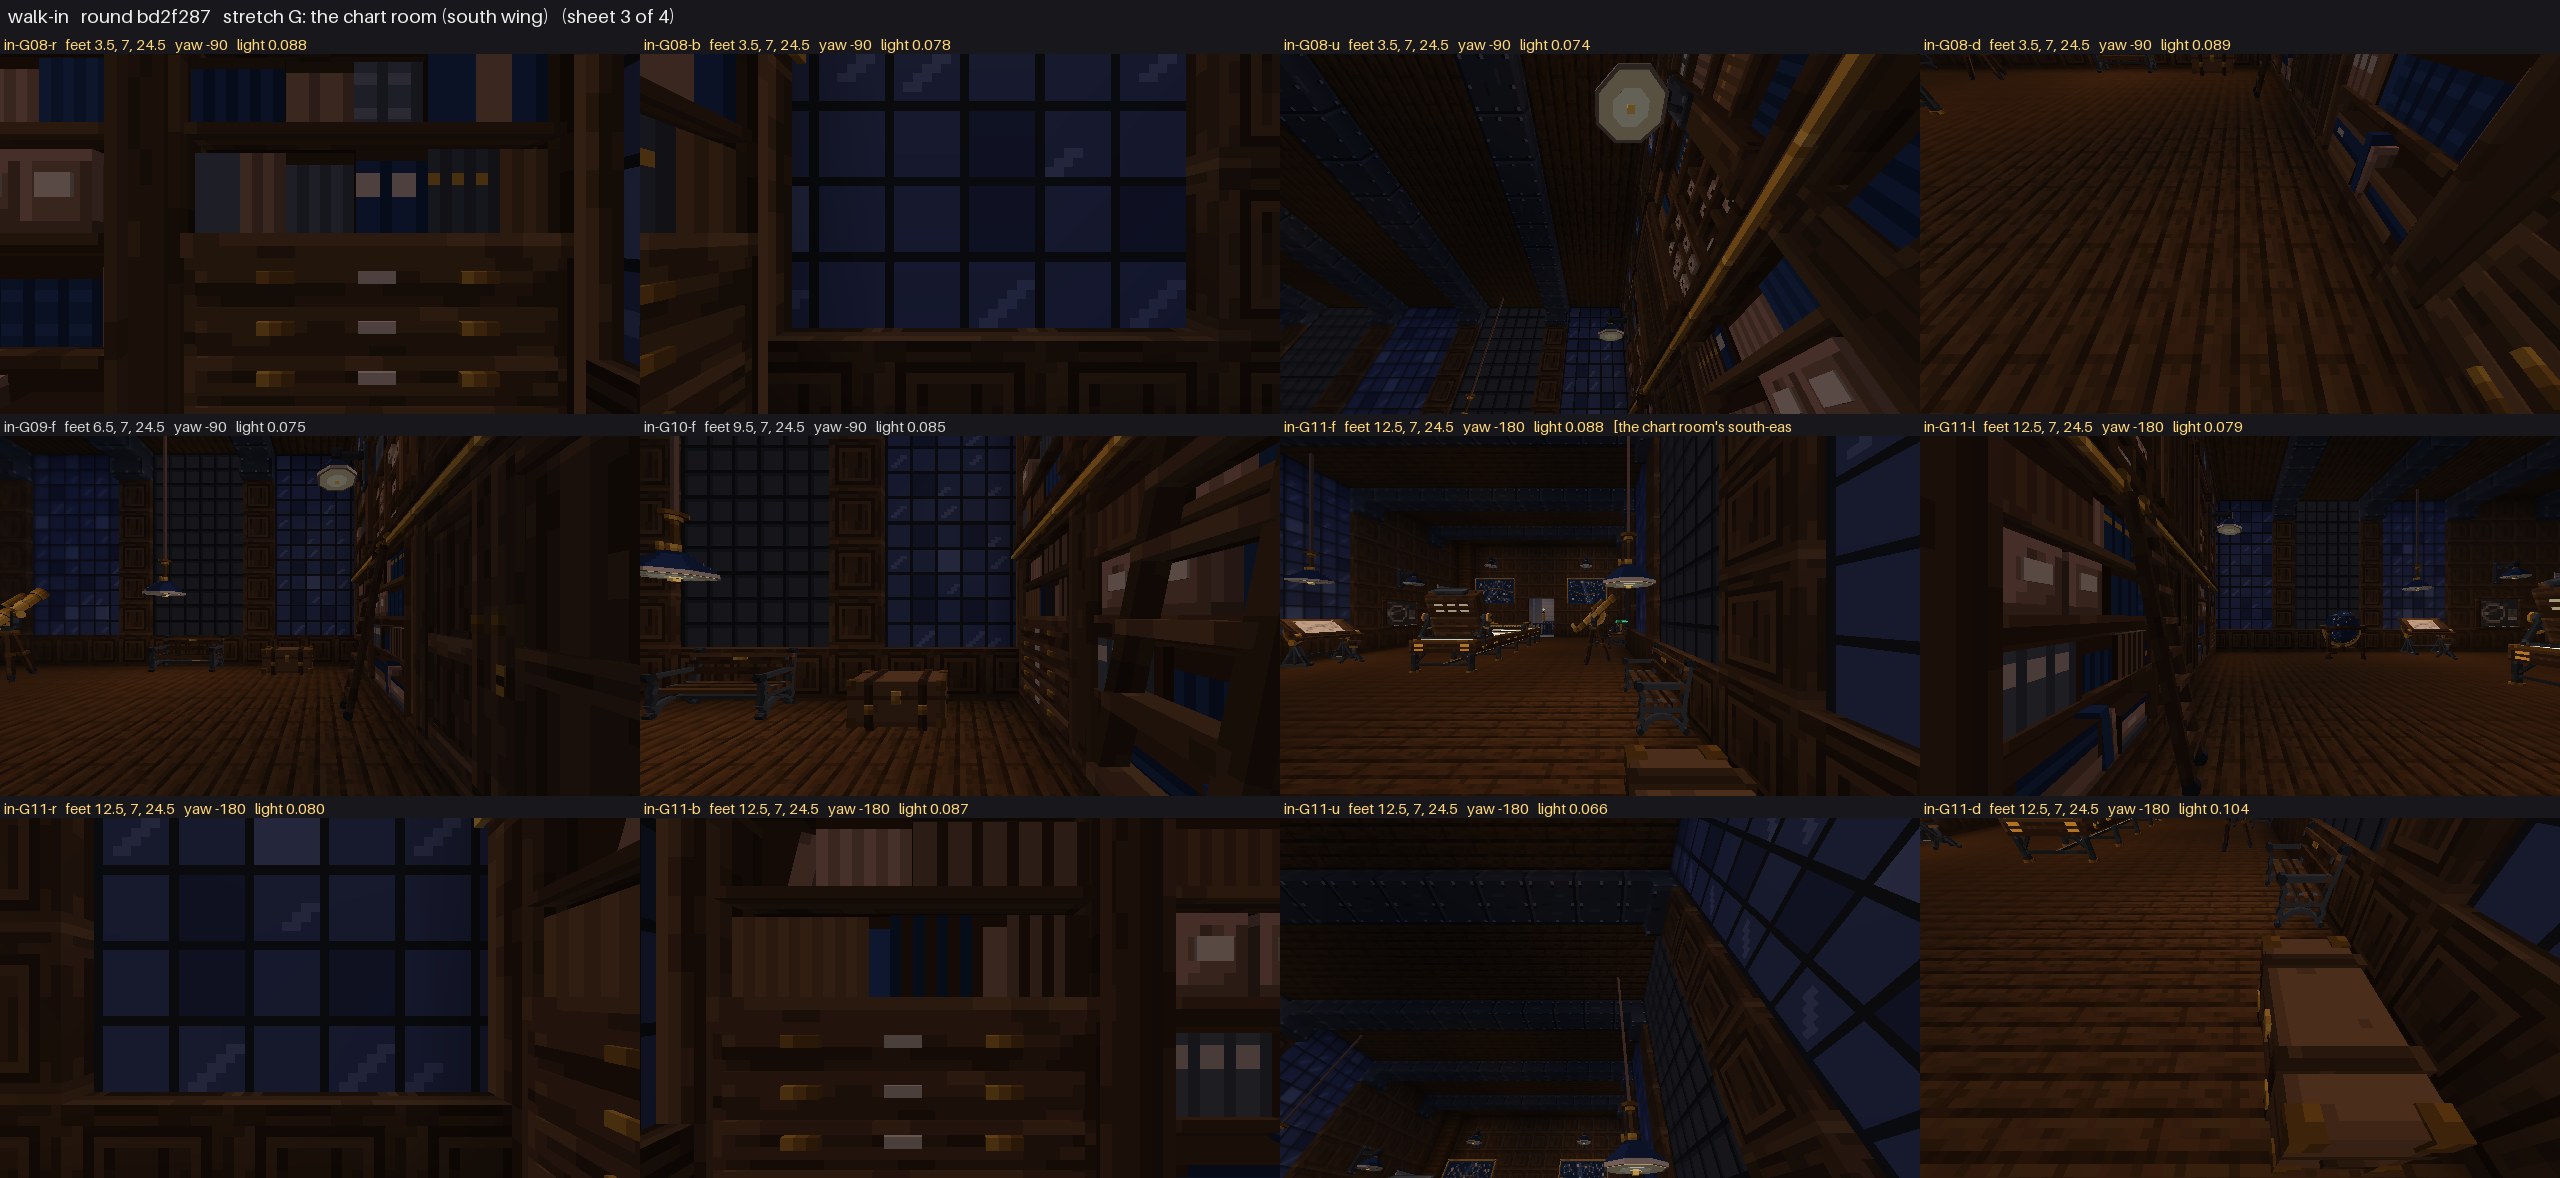 walk-in round bd2f287 stretch G: the chart room (south wing) (sheet 3 of 4)
in-G08-r feet 3.5, 7, 24.5 yaw -90 light 0.088
in-G08-b feet 3.5, 7, 24.5 yaw -90 light 0.078
in-G08-u feet 3.5, 7, 24.5 yaw -90 light 0.074
in-G08-d feet 3.5, 7, 24.5 yaw -90 light 0.089
in-G09-f feet 6.5, 7, 24.5 yaw -90 light 0.075
in-G10-f feet 9.5, 7, 24.5 yaw -90 light 0.085
in-G11-f feet 12.5, 7, 24.5 yaw -180 light 0.088 [the chart room's south-eas
in-G11-l feet 12.5, 7, 24.5 yaw -180 light 0.079
in-G11-r feet 12.5, 7, 24.5 yaw -180 light 0.080
in-G11-b feet 12.5, 7, 24.5 yaw -180 light 0.087
in-G11-u feet 12.5, 7, 24.5 yaw -180 light 0.066
in-G11-d feet 12.5, 7, 24.5 yaw -180 light 0.104